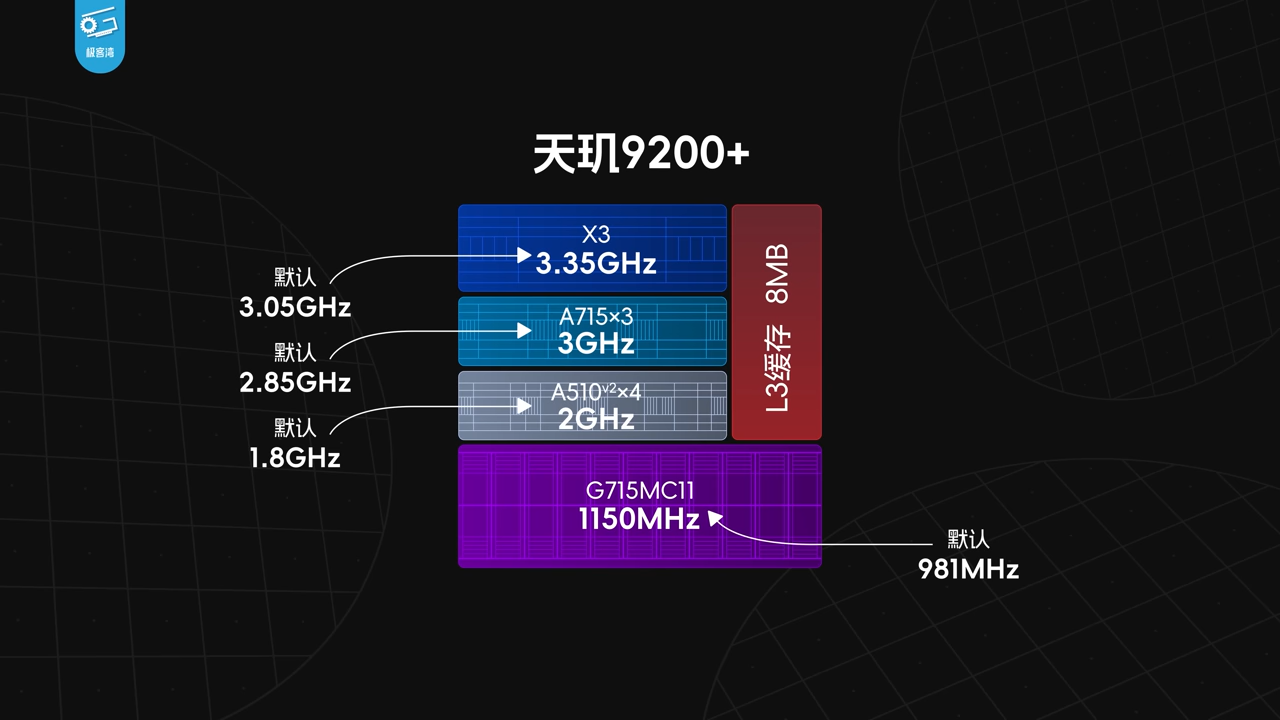 极客湾
天玑9200+
X3
3.35GHz
A715×3
3GHz
A510v2×4
2GHz
L3缓存 8MB
G715MC11
1150MHz
默认
3.05GHz
默认
2.85GHz
默认
1.8GHz
默认
981MHz